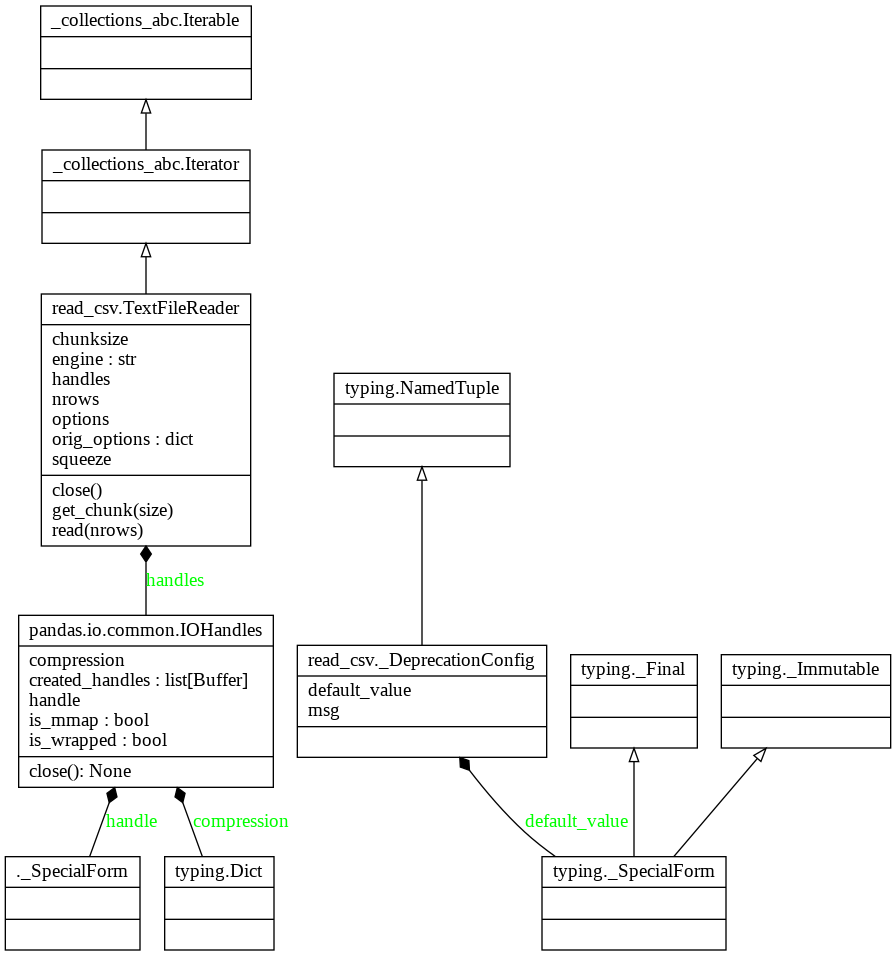 _collections_abc.Iterable
_collections_abc.Iterator
read_csv.TextFileReader
chunksize
engine : str
handles
nrows
options
orig_options : dict
squeeze
close()
get_chunk(size)
read(nrows)
handles
pandas.io.common.IOHandles
compression
created_handles : list[Buffer]
handle
is_mmap : bool
is_wrapped : bool
close(): None
handle
compression
._SpecialForm
typing.Dict
typing.NamedTuple
read_csv._DeprecationConfig
default_value
msg
typing._Final
typing._Immutable
default_value
typing._SpecialForm